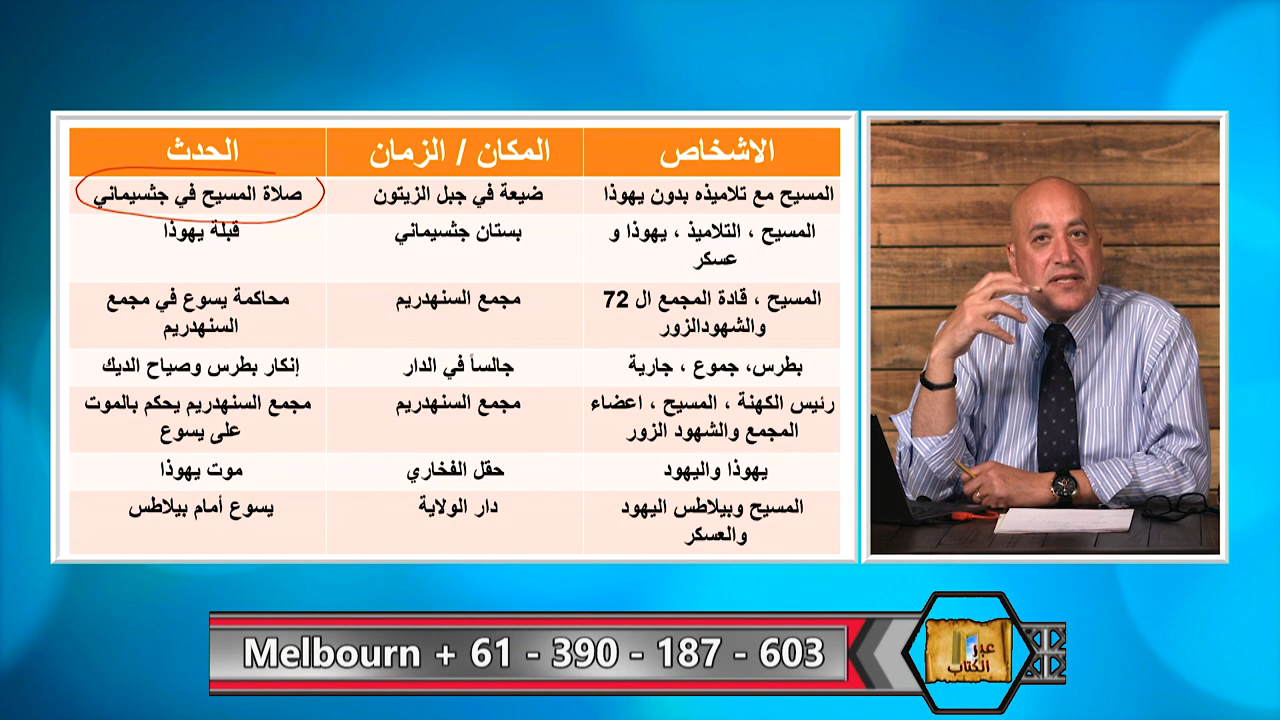 الاشخاص
المكان / الزمان
الحدث
المسيح مع تلاميذه بدون يهوذا
ضيعة في جبل الزيتون
صلاة المسيح في جثسيماني
المسيح ، التلاميذ ، يهوذا و
عسكر
بستان جثسيماني
قبلة يهوذا
المسيح ، قادة المجمع ال 72
والشهودالزور
مجمع السنهدريم
محاكمة يسوع في مجمع
السنهدريم
بطرس، جموع ، جارية
جالساً في الدار
إنكار بطرس وصياح الديك
رئيس الكهنة ، المسيح ، اعضاء
المجمع والشهود الزور
مجمع السنهدريم
مجمع السنهدريم يحكم بالموت
على يسوع
يهوذا واليهود
حقل الفخاري
موت يهوذا
المسيح وبيلاطس اليهود
والعسكر
دار الولاية
يسوع أمام بيلاطس
Melbourn + 61 - 390 - 187 - 603
عبر
الكتاب